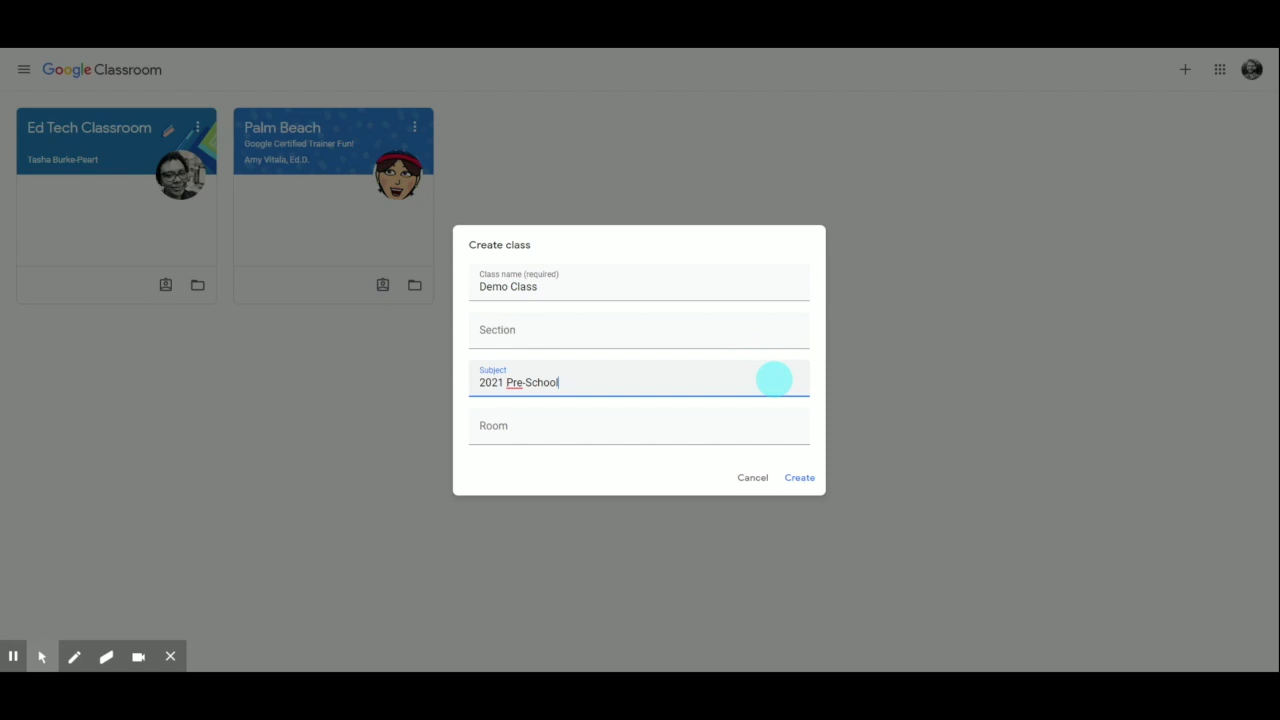 Google Classroom
Ed Tech Classroom
Tasha Burke-Peart
Palm Beach
Google Certified Trainer Fun!
Amy Vitala, Ed.D.
Create class
Class name (required)
Demo Class
Section
Subject
2021 Pre-School
Room
Cancel
Create